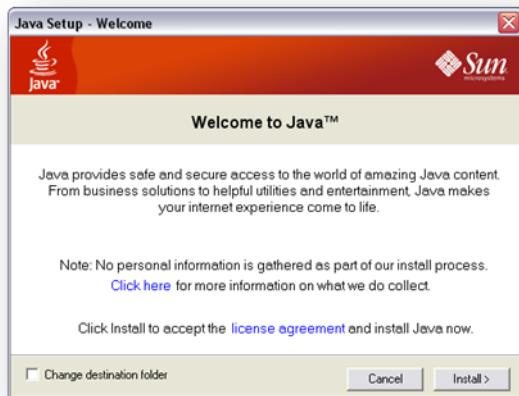 Java Setup - Welcome
Java™
Sun
microsystems
Welcome to Java™
Java provides safe and secure access to the world of amazing Java content.
From business solutions to helpful utilities and entertainment, Java makes
your internet experience come to life.
Note: No personal information is gathered as part of our install process.
Click here for more information on what we do collect.
Click Install to accept the license agreement and install Java now.
Change destination folder
Cancel
Install >